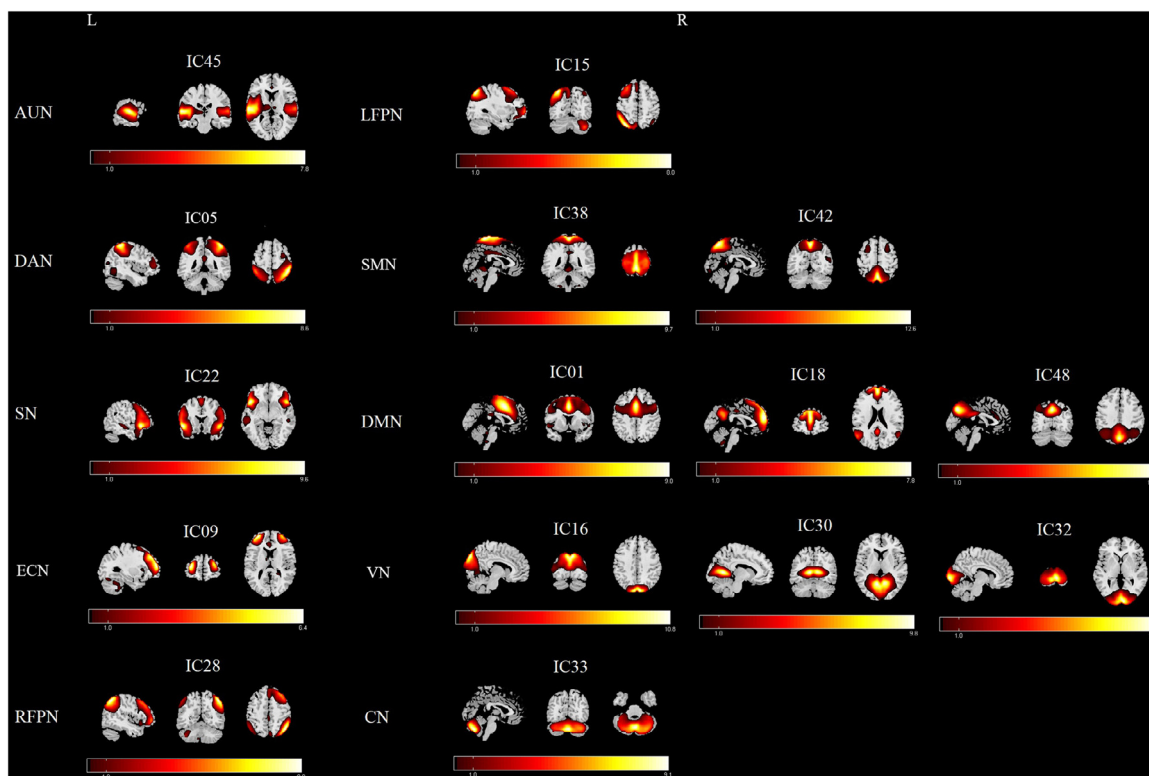 L R
IC45 IC15
AUN LFPN
1.0 7.8 1.0 0.0
IC05 IC38 IC42
DAN SMN
1.0 8.6 1.0 9.7 1.0 12.6
IC22 IC01 IC18 IC48
SN DMN
1.0 9.6 1.0 9.0 1.0 7.8 1.0
IC09 IC16 IC30 IC32
ECN VN
1.0 6.4 1.0 10.8 1.0 9.8 1.0
IC28 IC33
RFPN CN
1.0 1.0 9.1